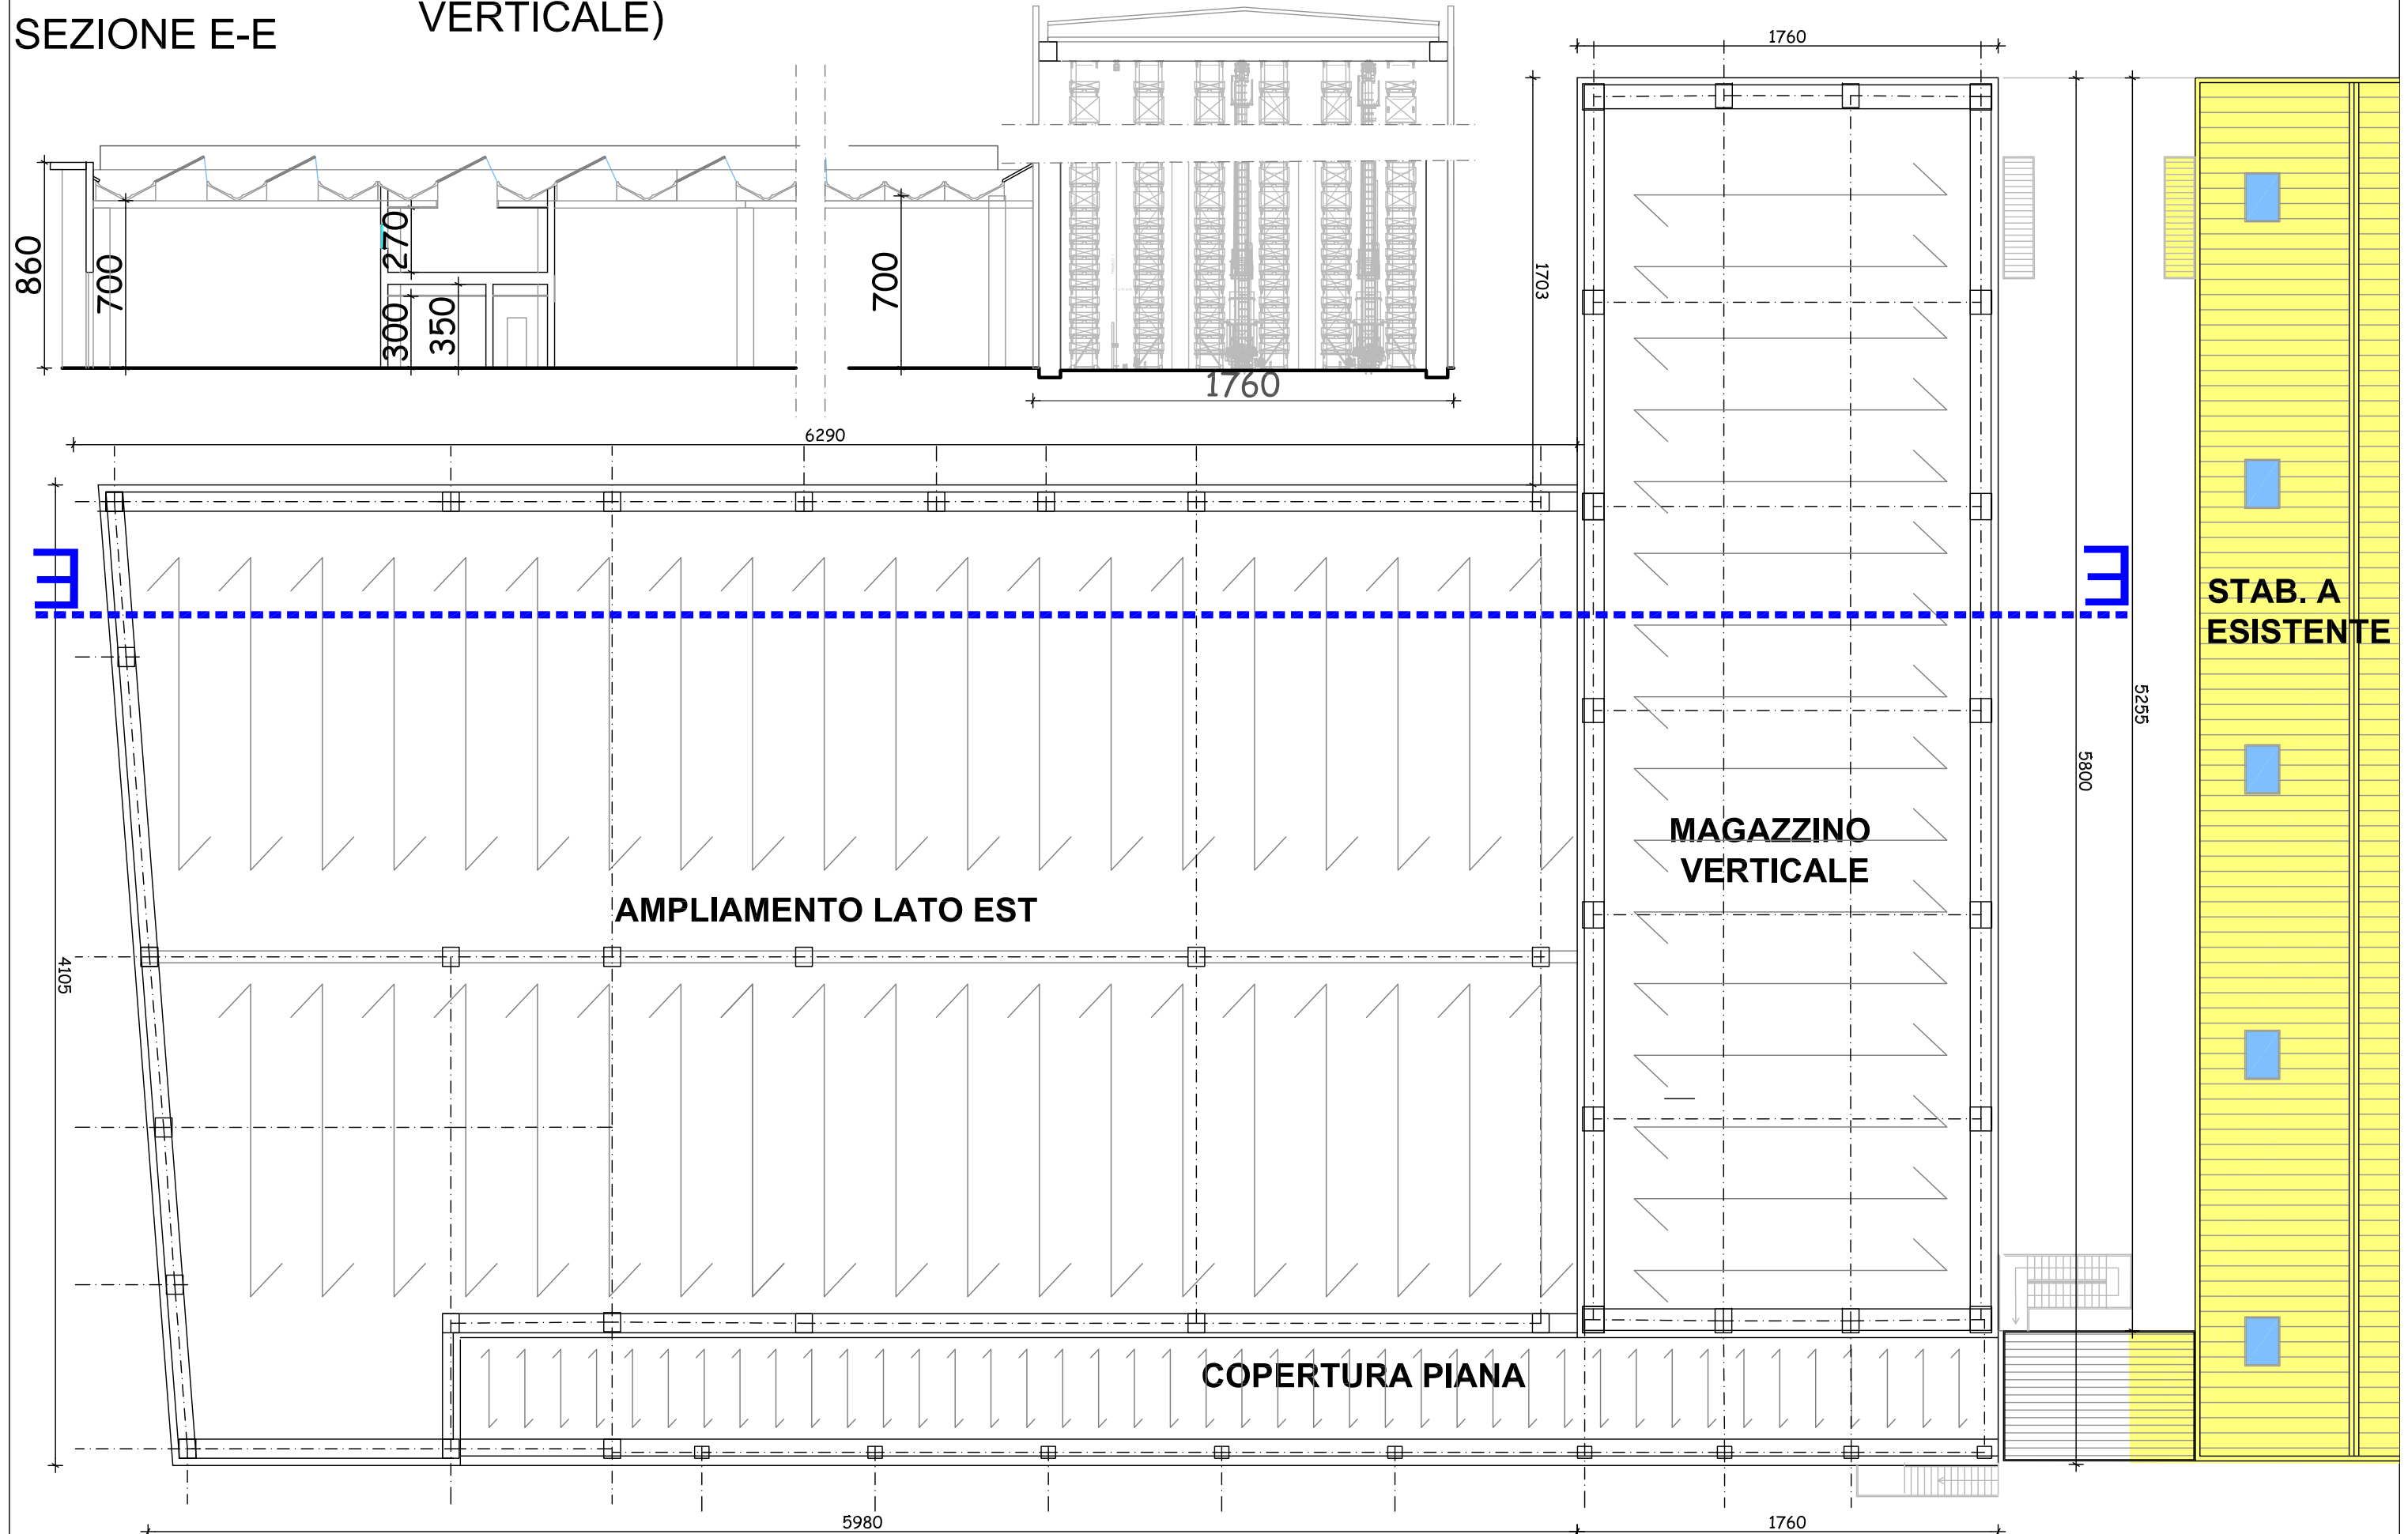 VERTICALE)
SEZIONE E-E
1760
860
700
270
300
350
700
1760
1703
6290
E
E
STAB. A
ESISTENTE
5255
5800
MAGAZZINO
VERTICALE
AMPLIAMENTO LATO EST
4105
COPERTURA PIANA
5980
1760